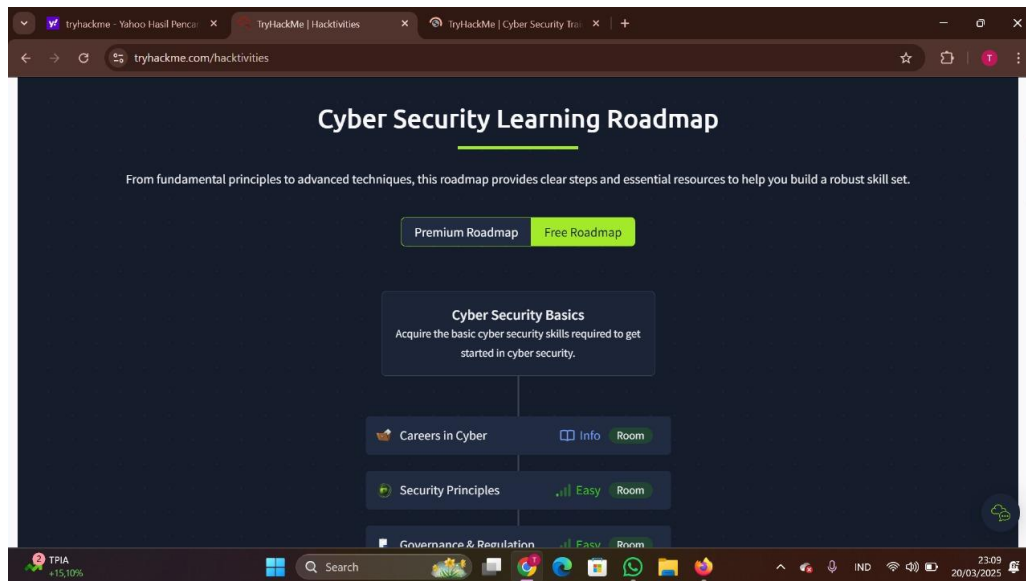 tryhackme - Yahoo Hasil Pencar
TryHackMe | Hacktivities
TryHackMe | Cyber Security Trai
tryhackme.com/hacktivities
T
Cyber Security Learning Roadmap
From fundamental principles to advanced techniques, this roadmap provides clear steps and essential resources to help you build a robust skill set.
Premium Roadmap
Free Roadmap
Cyber Security Basics
Acquire the basic cyber security skills required to get
started in cyber security.
Careers in Cyber Info Room
Security Principles Easy Room
Governance & Regulation Easy Room
2
TPIA
+15,10%
Search
IND
23:09
20/03/2025